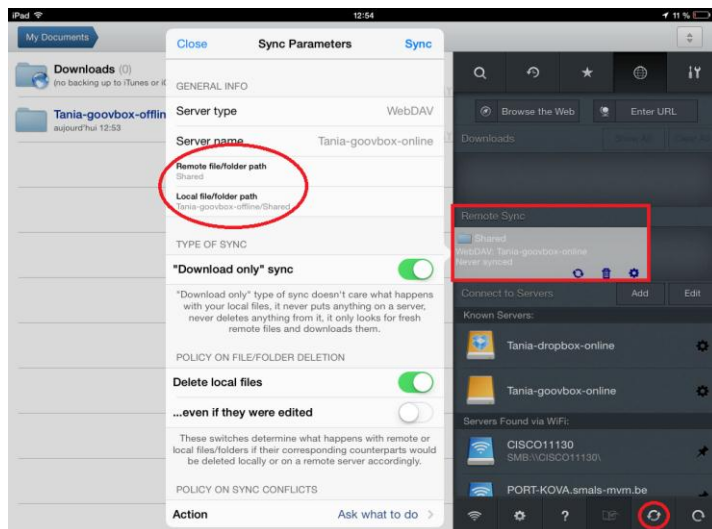 iPad
12:54
11 %
My Documents
Downloads (0)
(no backing up to iTunes or i
Tania-goovbox-offlin
aujourd'hui 12:53
Close
Sync Parameters
Sync
GENERAL INFO
Server type
WebDAV
Server name
Tania-goovbox-online
Remote file/folder path
Shared
Local file/folder path
Tania-goovbox-offline/Shared
TYPE OF SYNC
"Download only" sync
"Download only" type of sync doesn't care what happens
with your local files, it never puts anything on a server,
never deletes anything from it, it only looks for fresh
remote files and downloads them.
POLICY ON FILE/FOLDER DELETION
Delete local files
...even if they were edited
These switches determine what happens with remote or
local files/folders if their corresponding counterparts would
be deleted locally or on a remote server accordingly.
POLICY ON SYNC CONFLICTS
Action
Ask what to do
Browse the Web
Enter URL
Downloads
Show All
Clear All
Remote Sync
Shared
WebDAV: Tania-goovbox-online
Never synced
Connect to Servers
Add
Edit
Known Servers:
Tania-dropbox-online
Tania-goovbox-online
Servers Found via WiFi:
CISCO11130
SMB:\\CISCO11130\
PORT-KOVA.smals-mvm.be